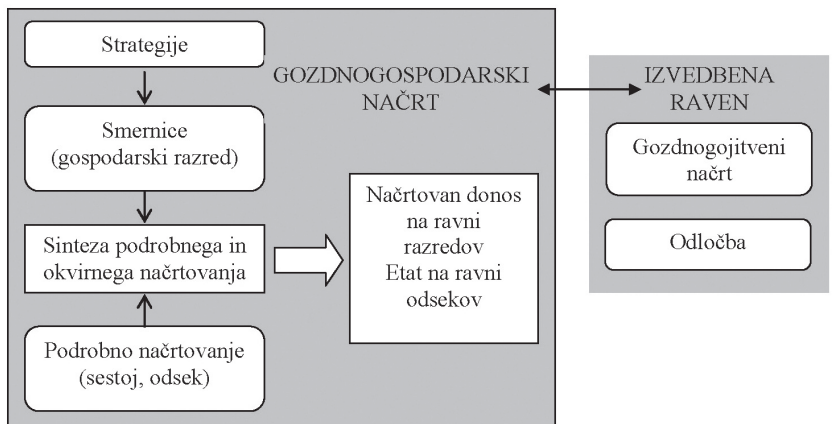 Strategije
GOZDNOGOSPODARSKI
NAČRT
Smernice
(gospodarski razred)
Sinteza podrobnega in
okvirnega načrtovanja
Podrobno načrtovanje
(sestoj, odsek)
Načrtovan donos
na ravni
razredov
Etat na ravni
odsekov
IZVEDBENA
RAVEN
Gozdnogojitveni
načrt
Odločba